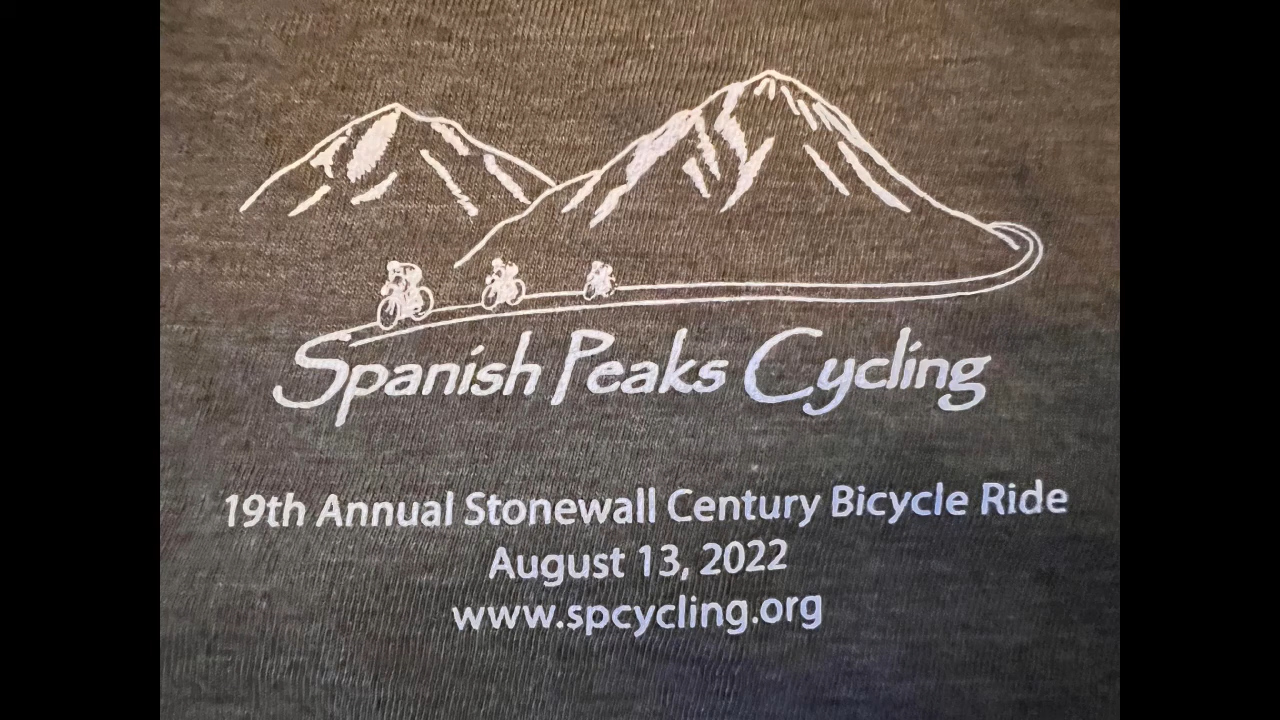 Spanish Peaks Cycling
19th Annual Stonewall Century Bicycle Ride
August 13, 2022
www.spcycling.org